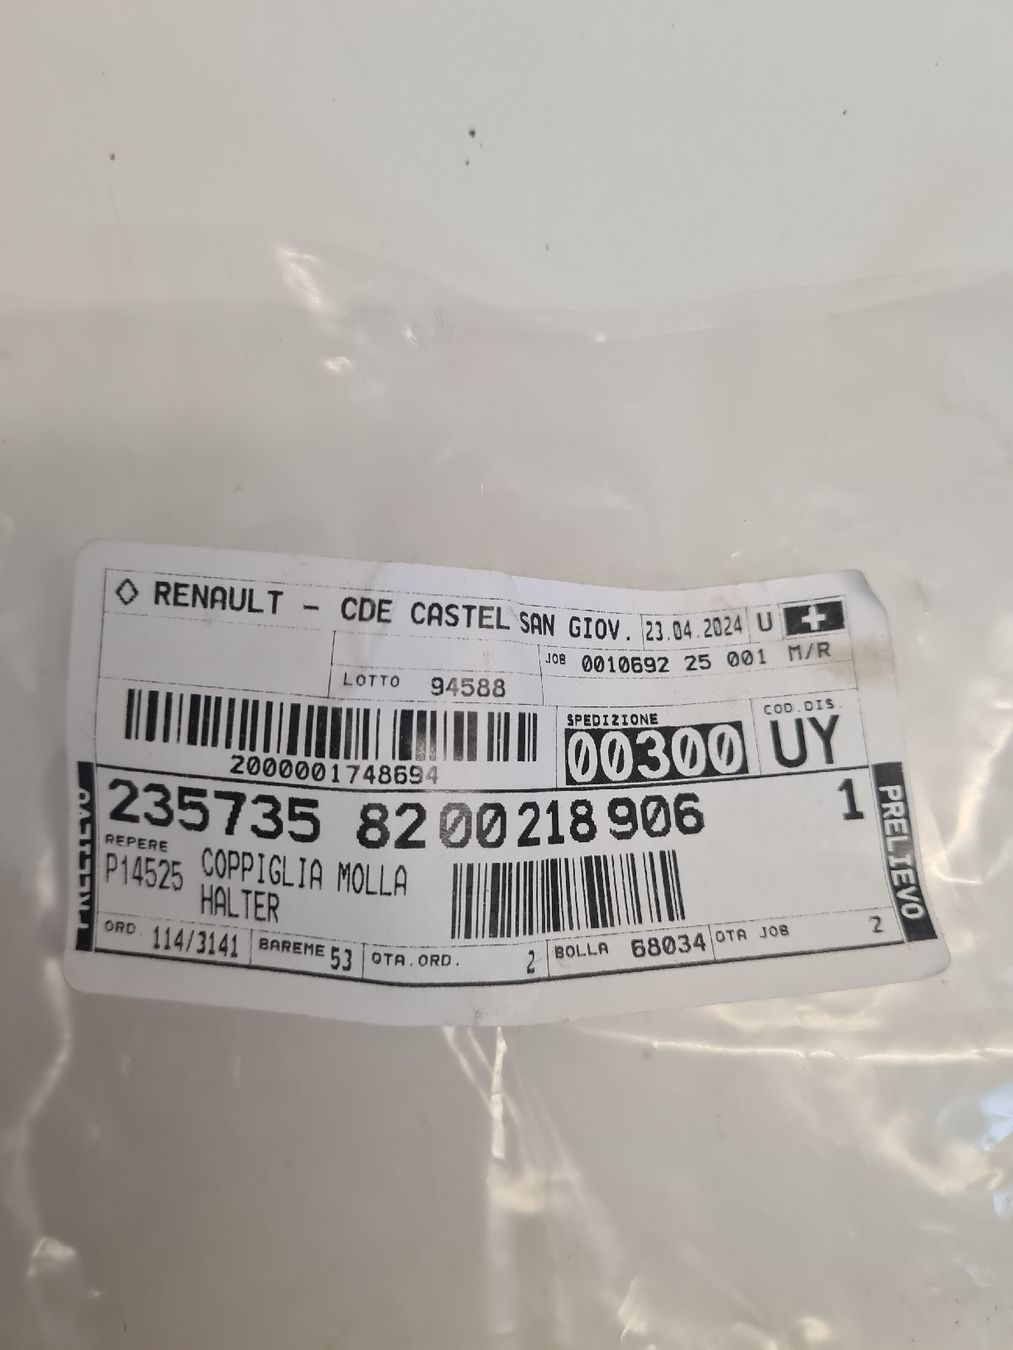 RENAULT - CDE CASTEL SAN GIOV. 23.04.2024 U
JOB 0010692 25 001 M/R
LOTTO 94588
SPEDIZIONE
00300
COD.DIS.
UY
2000001748694
235735 8200218906 1
REPERE
P14525 COPPIGLIA MOLLA
HALTER
ORD. 114/3141 BAREME 53 QTA.ORD. 2 BOLLA 68034 QTA JOB 2
PRELIEVO